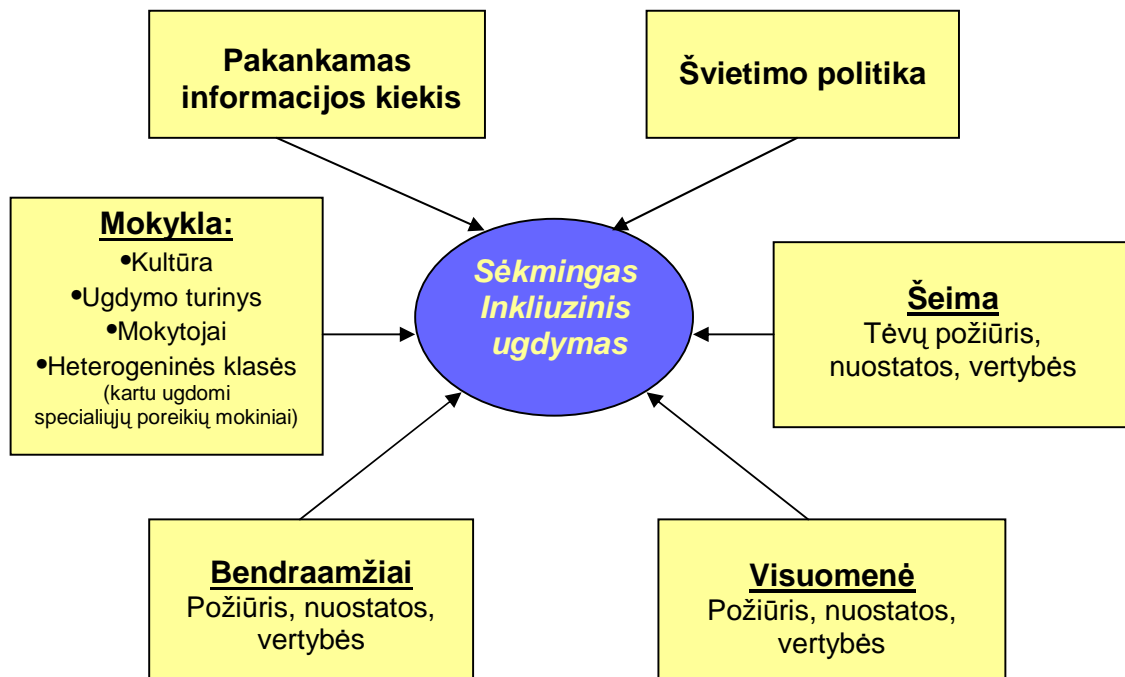 Pakankamas
informacijos kiekis
Švietimo politika
Mokykla:
•Kultūra
•Ugdymo turinys
•Mokytojai
•Heterogeninės klasės
(kartu ugdomi
specialiųjų poreikių mokiniai)
Sėkmingas
Inkliuzinis
ugdymas
Šeima
Tėvų požiūris,
nuostatos, vertybės
Bendraamžiai
Požiūris, nuostatos,
vertybės
Visuomenė
Požiūris, nuostatos,
vertybės